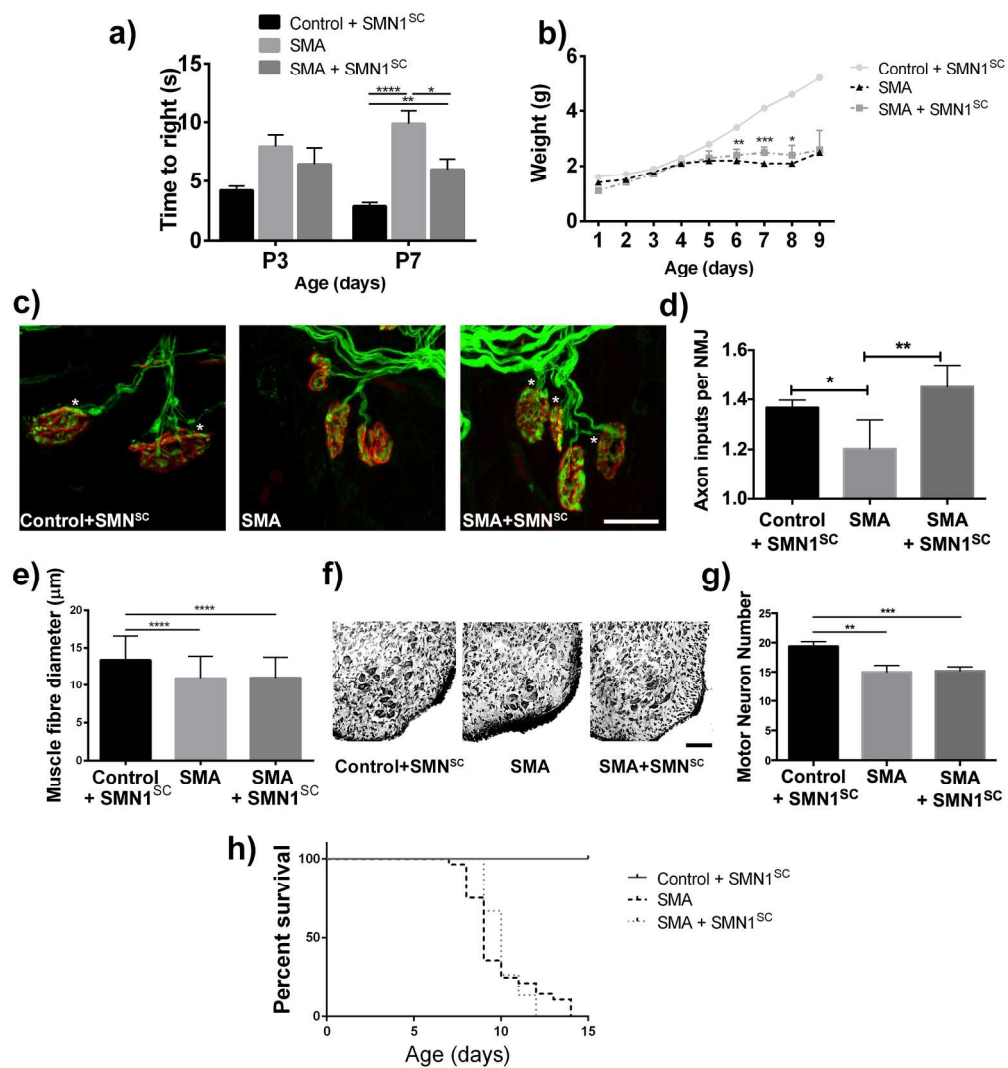 a)
Control + SMN1SC
SMA
SMA + SMN1SC
Time to right (s)
15
10
5
0
****
*
**
P3
P7
Age (days)
b)
Weight (g)
6
4
2
0
**
***
*
1 2 3 4 5 6 7 8 9
Age (days)
Control + SMN1SC
SMA
SMA + SMN1SC
c)
*
*
*
*
*
Control+SMNSC
SMA
SMA+SMNSC
d)
Axon inputs per NMJ
1.6
1.4
1.2
1.0
**
*
Control
+ SMN1SC
SMA
SMA
+ SMN1SC
e)
Muscle fibre diameter (μm)
20
15
10
5
0
****
****
Control
+ SMN1SC
SMA
SMA
+ SMN1SC
f)
Control+SMNSC
SMA
SMA+SMNSC
g)
Motor Neuron Number
25
20
15
10
5
0
***
**
Control
+ SMN1SC
SMA
SMA
+ SMN1SC
h)
Percent survival
100
50
0
0 5 10 15
Age (days)
Control + SMN1SC
SMA
SMA + SMN1SC